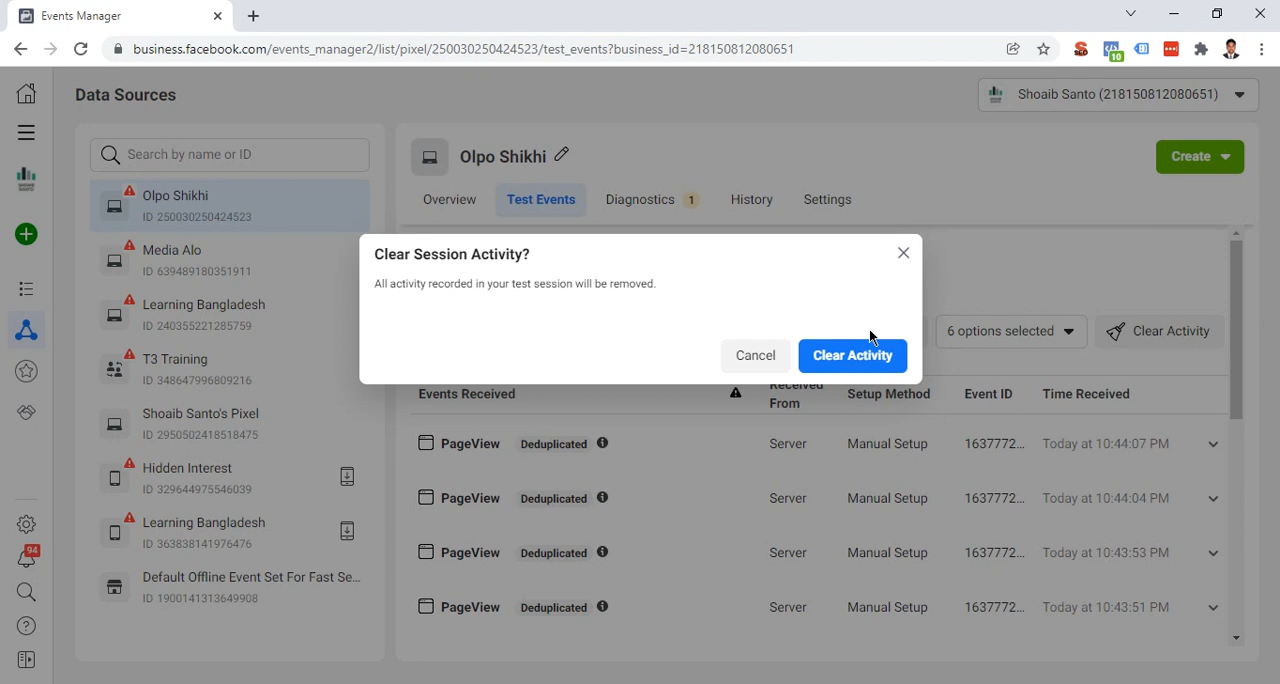 Events Manager
business.facebook.com/events_manager2/list/pixel/250030250424523/test_events?business_id=218150812080651
10
Data Sources
Shoaib Santo (218150812080651)
Search by name or ID
Olpo Shikhi
ID 250030250424523
Media Alo
ID 639489180351911
Learning Bangladesh
ID 240355221285759
T3 Training
ID 348647996809216
Shoaib Santo's Pixel
ID 2950502418518475
Hidden Interest
ID 329644975546039
Learning Bangladesh
ID 363838141976476
Default Offline Event Set For Fast Se...
ID 1900141313649908
94
Olpo Shikhi
Create
Overview
Test Events
Diagnostics 1
History
Settings
Clear Session Activity?
All activity recorded in your test session will be removed.
Cancel
Clear Activity
6 options selected
Clear Activity
Events Received
Received From
Setup Method
Event ID
Time Received
PageView Deduplicated Server Manual Setup 1637772... Today at 10:44:07 PM
PageView Deduplicated Server Manual Setup 1637772... Today at 10:44:04 PM
PageView Deduplicated Server Manual Setup 1637772... Today at 10:43:53 PM
PageView Deduplicated Server Manual Setup 1637772... Today at 10:43:51 PM